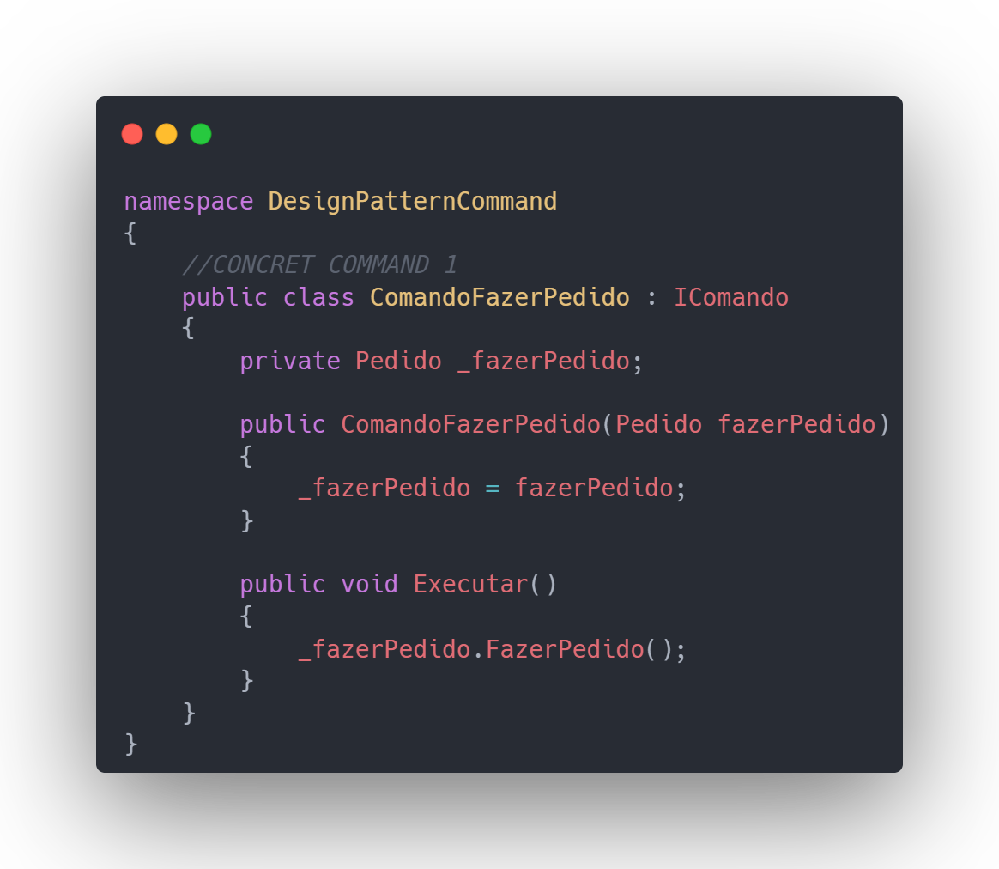 namespace DesignPatternCommand
{
    //CONCRET COMMAND 1
    public class ComandoFazerPedido : IComando
    {
        private Pedido _fazerPedido;

        public ComandoFazerPedido(Pedido fazerPedido)
        {
            _fazerPedido = fazerPedido;
        }

        public void Executar()
        {
            _fazerPedido.FazerPedido();
        }
    }
}